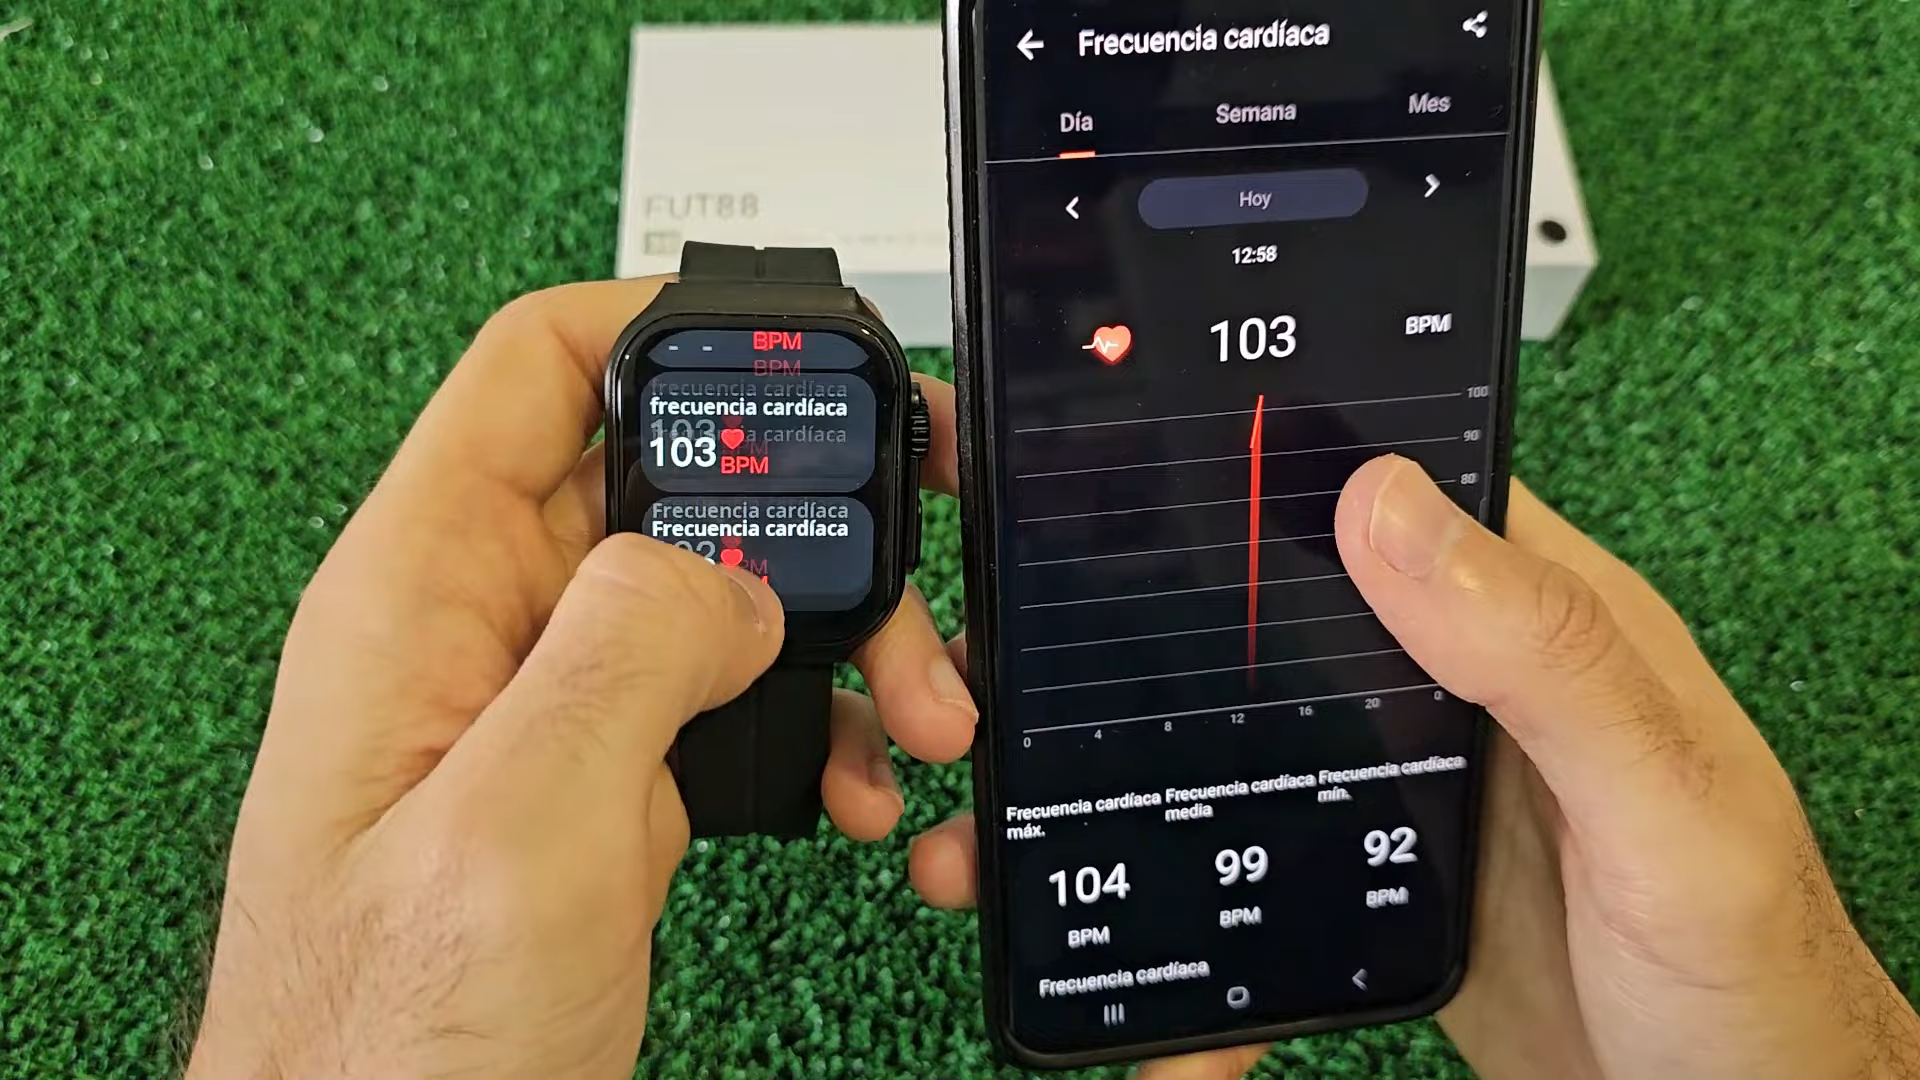 FUT88
- - BPM
BPM
frecuencia cardíaca
frecuencia cardíaca
103
103
BPM
Frecuencia cardíaca
Frecuencia cardíaca
Frecuencia cardíaca
Día
Semana
Mes
Hoy
12:58
103
BPM
100
90
80
0 4 8 12 16 20 0
Frecuencia cardíaca máx.
104
BPM
Frecuencia cardíaca media
99
BPM
Frecuencia cardíaca mín.
92
BPM
Frecuencia cardíaca